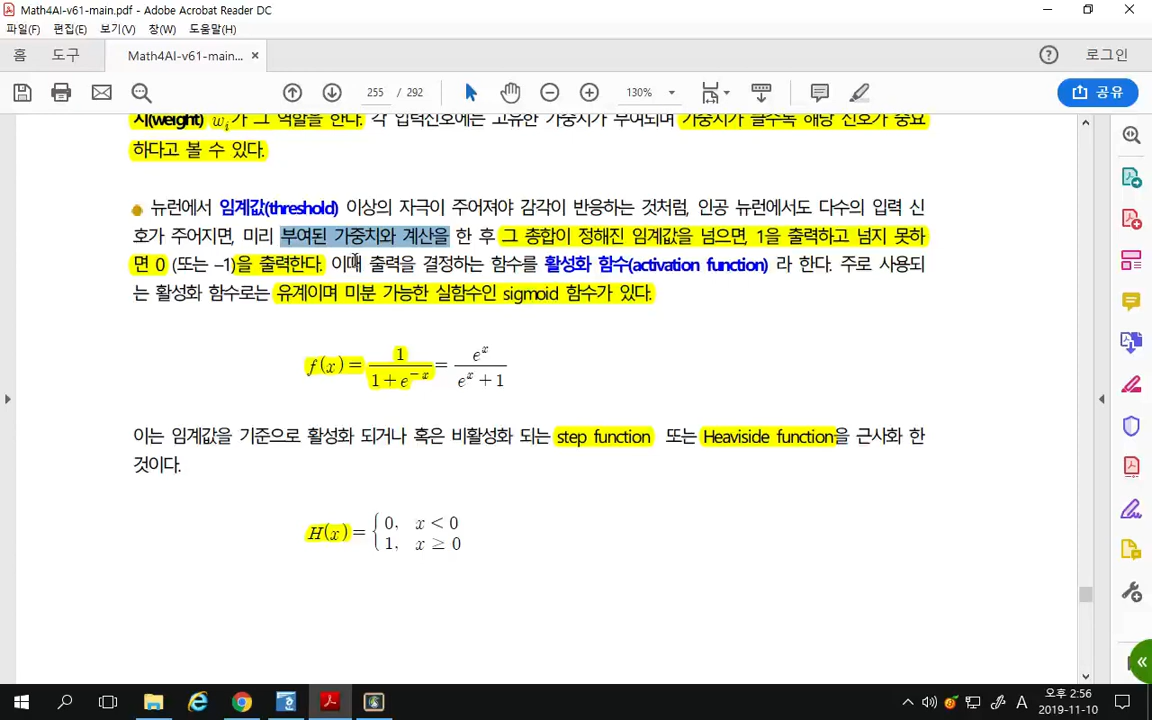 Math4AI-v61-main.pdf - Adobe Acrobat Reader DC
파일(F) 편집(E) 보기(V) 창(W) 도움말(H)
홈 도구 Math4AI-v61-main... × 로그인
255 / 292 130% 공유
치(weight) wᵢ가 그 역할을 한다. 각 입력신호에는 고유한 가중치가 부여되며 가중치가 클수록 해당 신호가 중요
하다고 볼 수 있다.
뉴런에서 임계값(threshold) 이상의 자극이 주어져야 감각이 반응하는 것처럼, 인공 뉴런에서도 다수의 입력 신
호가 주어지면, 미리 부여된 가중치와 계산을 한 후 그 총합이 정해진 임계값을 넘으면, 1을 출력하고 넘지 못하
면 0 (또는 –1)을 출력한다. 이때 출력을 결정하는 함수를 활성화 함수(activation function) 라 한다. 주로 사용되
는 활성화 함수로는 유계이며 미분 가능한 실함수인 sigmoid 함수가 있다.
f(x) = 1 / (1 + e^(−x)) = e^x / (e^x + 1)
이는 임계값을 기준으로 활성화 되거나 혹은 비활성화 되는 step function 또는 Heaviside function을 근사화 한
것이다.
H(x) = { 0, x < 0
1, x ≥ 0
A 오후 2:56
2019-11-10